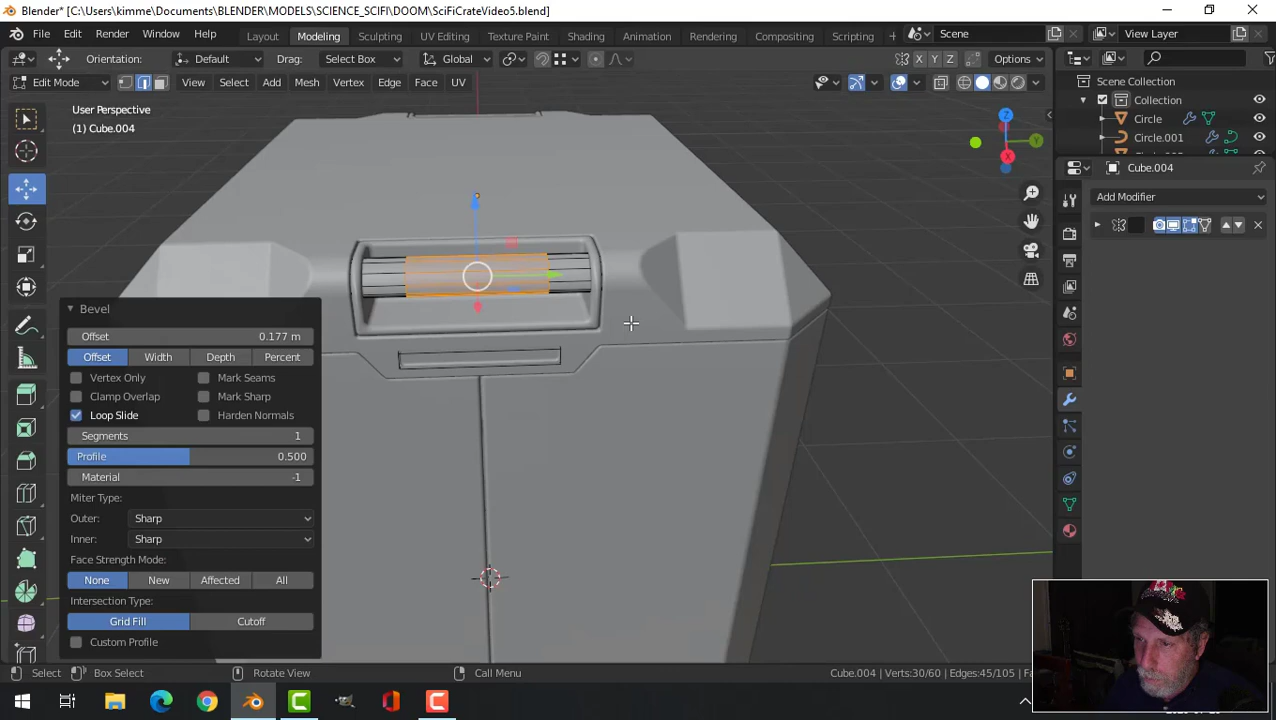 Blender* [C:\Users\kimme\Documents\BLENDER\MODELS\SCIENCE_SCIFI\DOOM\SciFiCrateVideo5.blend]
File Edit Render Window Help Layout Modeling Sculpting UV Editing Texture Paint Shading Animation Rendering Compositing Scripting + Scene View Layer
Orientation: Default Drag: Select Box Global X Y Z Options
Edit Mode View Select Add Mesh Vertex Edge Face UV
User Perspective
(1) Cube.004
Scene Collection
Collection
Circle
Circle.001
Cube.004
Add Modifier
Z
Y
X
Bevel
Offset 0.177 m
Offset Width Depth Percent
Vertex Only Mark Seams
Clamp Overlap Mark Sharp
Loop Slide Harden Normals
Segments 1
Profile 0.500
Material -1
Miter Type:
Outer: Sharp
Inner: Sharp
Face Strength Mode:
None New Affected All
Intersection Type:
Grid Fill Cutoff
Custom Profile
Select Box Select Rotate View Call Menu Cube.004 | Verts:30/60 | Edges:45/105 | Fa